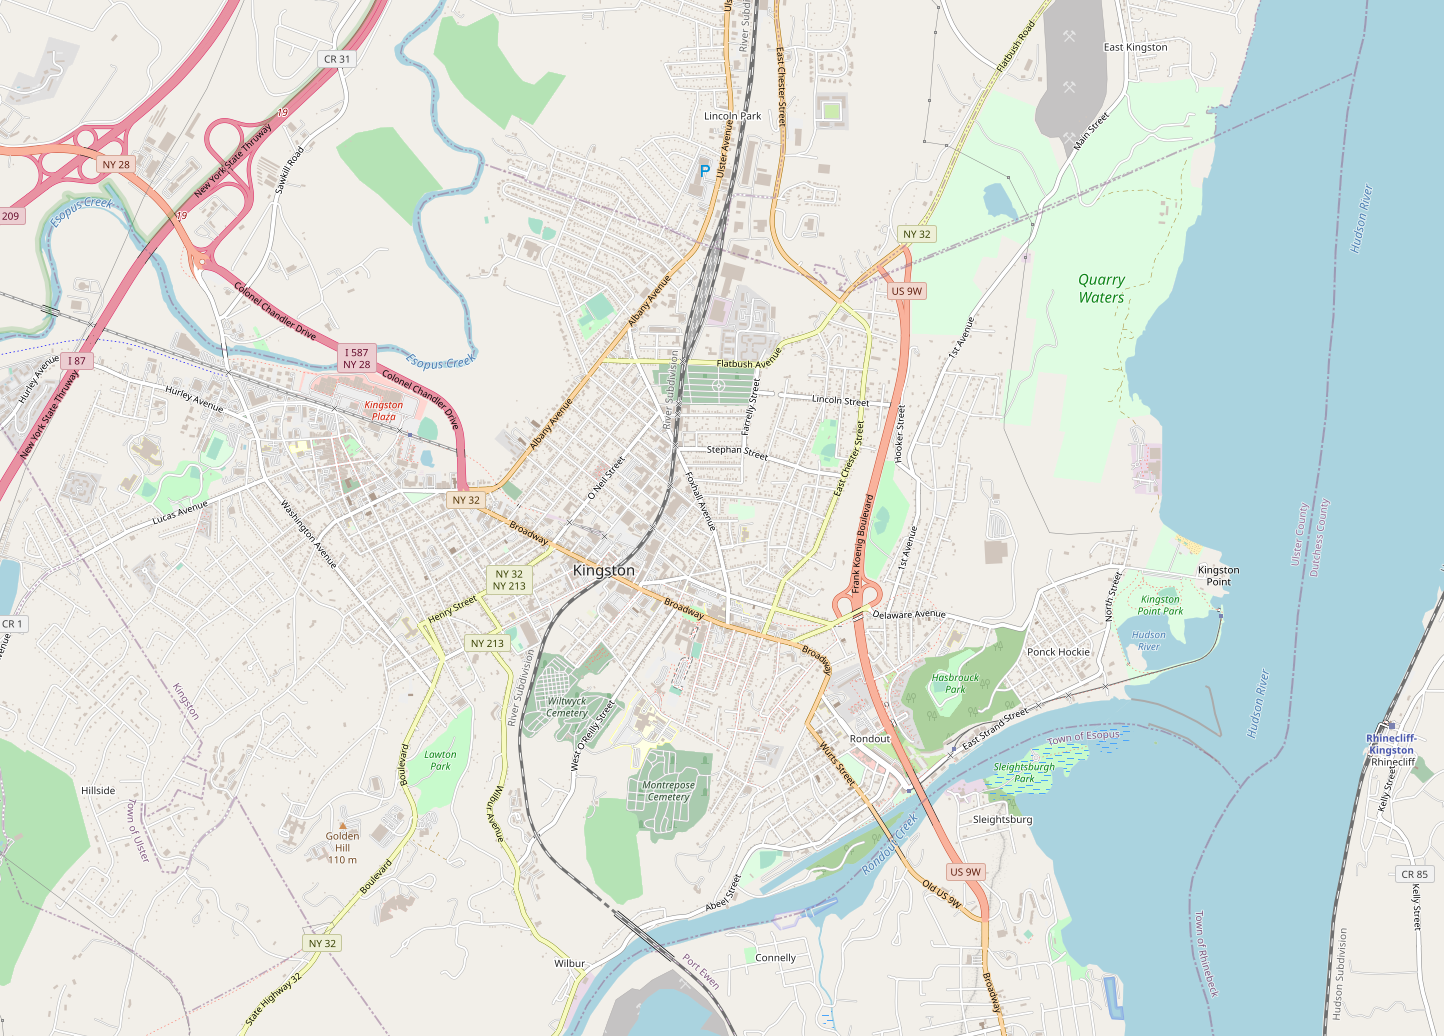 East Kingston
CR 31
Flatbush Road
River Subdi
East Chester Street
Lincoln Park
Main Street
19
NY 28
New York State Thruway
Sawkill Road
Ulster Avenue
P
Esopus Creek
209
19
NY 32
Hudson River
Quarry
Waters
US 9W
Colonel Chandler Drive
Albany Avenue
1st Avenue
I 587
NY 28
Esopus Creek
I 87
Hurley Avenue
Hurley Avenue
Colonel Chandler Drive
River Subdivision
Flatbush Avenue
Kingston
Plaza
New York State Thruway
Albany Avenue
Farrelly Street
Lincoln Street
Hooker Street
East Chester Street
Stephan Street
O'Neil Street
Foxhall Avenue
NY 32
Lucas Avenue
Washington Avenue
Broadway
Frank Koenig Boulevard
1st Avenue
Ulster County
Dutchess County
Kingston
NY 32
NY 213
Kingston
Point
Henry Street
Broadway
Delaware Avenue
North Street
Kingston
Point Park
CR 1
NY 213
Hudson
River
Broadway
Ponck Hockie
River Subdivision
Hasbrouck
Park
Kingston
Wiltwyck
Cemetery
West O'Reilly Street
Hudson River
East Strand Street
Rondout
Town of Esopus
Rhinecliff-
Kingston
Rhinecliff
Boulevard
Lawton
Park
Wurts Street
Sleightsburgh
Park
Kelly Street
Hillside
Montrepose
Cemetery
Town of Ulster
Wilbur Avenue
Sleightsburg
Golden
Hill
110 m
Rondout Creek
Boulevard
Abeel Street
US 9W
Old US 9W
CR 85
Kelly Street
NY 32
Wilbur
Connelly
Port Ewen
Town of Rhinebeck
Hudson Subdivision
State Highway 32
Broadway